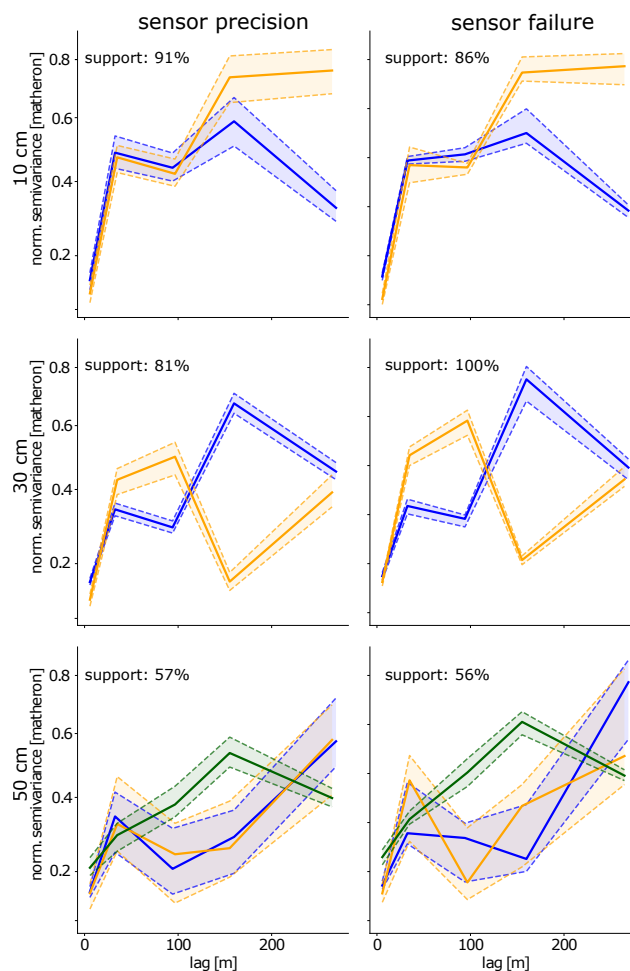 sensor precision
sensor failure
support: 91%
support: 86%
0.8
0.6
0.4
0.2
10 cm
norm. semivariance [matheron]
support: 81%
support: 100%
0.8
0.6
0.4
0.2
30 cm
norm. semivariance [matheron]
support: 57%
support: 56%
0.8
0.6
0.4
0.2
50 cm
norm. semivariance [matheron]
0
100
200
0
100
200
lag [m]
lag [m]